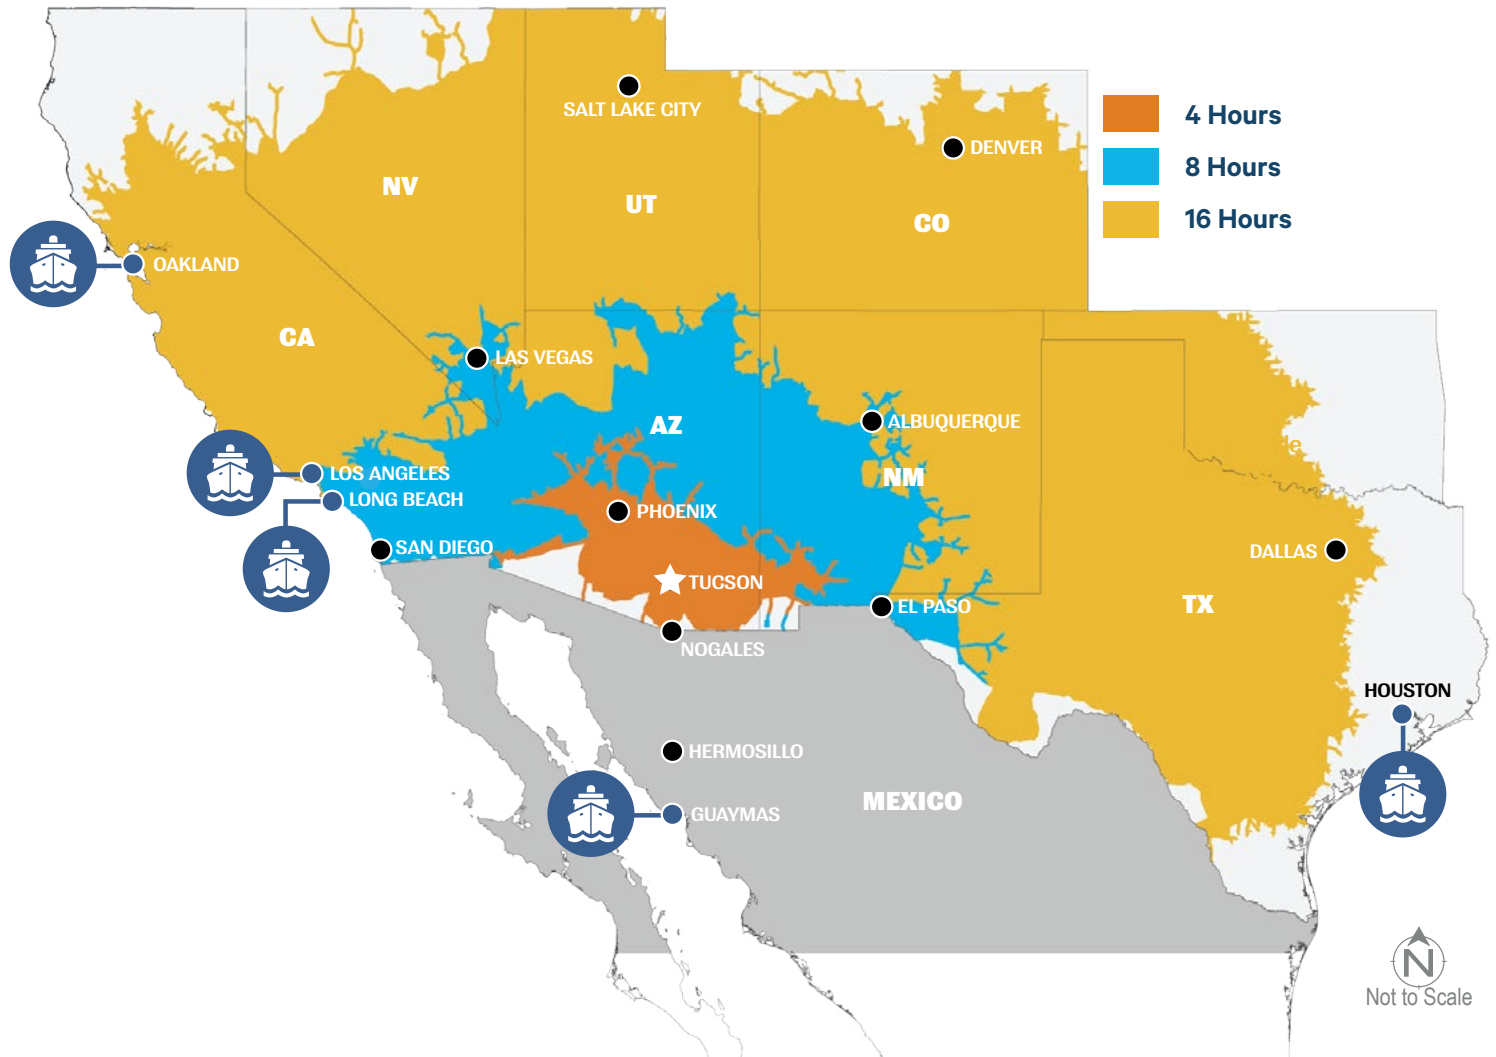 SALT LAKE CITY
DENVER
4 Hours
8 Hours
16 Hours
NV
UT
CO
OAKLAND
CA
LAS VEGAS
AZ
ALBUQUERQUE
NM
LOS ANGELES
LONG BEACH
PHOENIX
SAN DIEGO
DALLAS
TUCSON
EL PASO
TX
NOGALES
HOUSTON
HERMOSILLO
MEXICO
GUAYMAS
N
Not to Scale